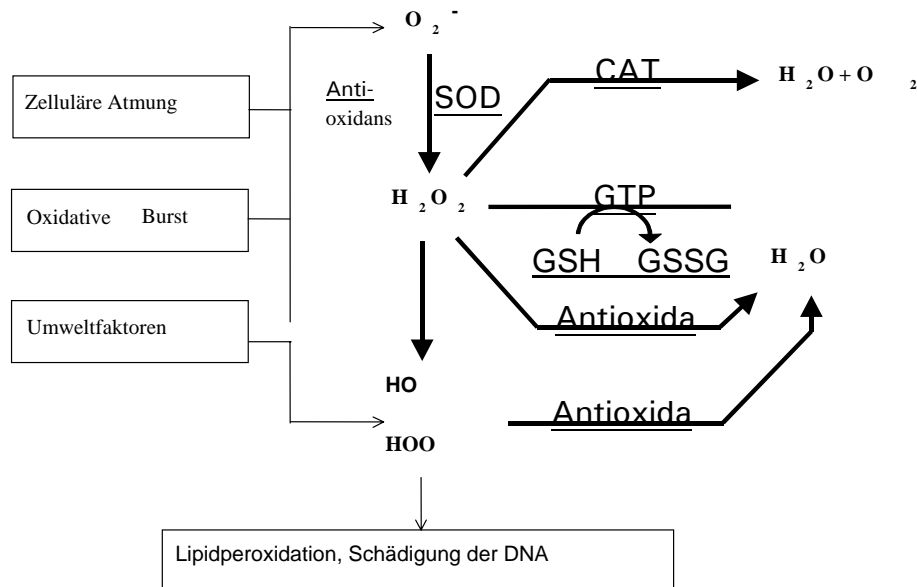 O₂⁻
Zelluläre Atmung
Anti-
oxidans
SOD
CAT
H₂O + O₂
Oxidative Burst
H₂O₂
GTP
GSH GSSG
H₂O
Umweltfaktoren
Antioxida
HO
HOO
Antioxida
Lipidperoxidation, Schädigung der DNA